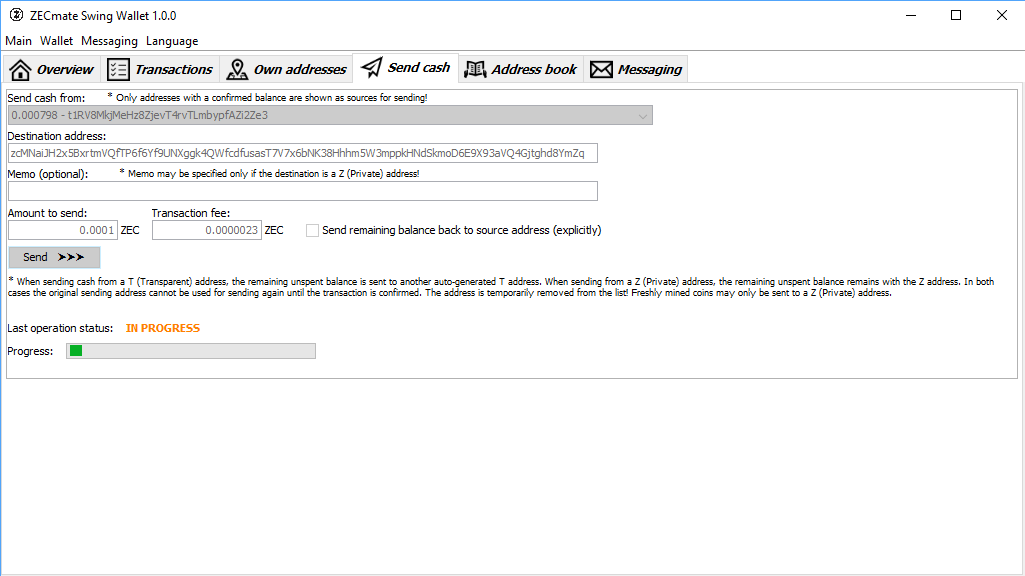 ZECmate Swing Wallet 1.0.0
Main Wallet Messaging Language
Overview Transactions Own addresses Send cash Address book Messaging
Send cash from: * Only addresses with a confirmed balance are shown as sources for sending!
0.000798 - t1RV8MkjMeHz8ZjevT4rvTLmbypfAZi2Ze3
Destination address:
zcMNaiJH2x5BxrtmVQfTP6f6Yf9UNXggk4QWfcdfusasT7V7x6bNK38Hhhm5W3mppkHNdSkmoD6E9X93aVQ4Gjtghd8YmZq
Memo (optional): * Memo may be specified only if the destination is a Z (Private) address!
Amount to send: Transaction fee:
0.0001 ZEC 0.0000023 ZEC Send remaining balance back to source address (explicitly)
Send
* When sending cash from a T (Transparent) address, the remaining unspent balance is sent to another auto-generated T address. When sending from a Z (Private) address, the remaining unspent balance remains with the Z address. In both
cases the original sending address cannot be used for sending again until the transaction is confirmed. The address is temporarily removed from the list! Freshly mined coins may only be sent to a Z (Private) address.
Last operation status: IN PROGRESS
Progress: